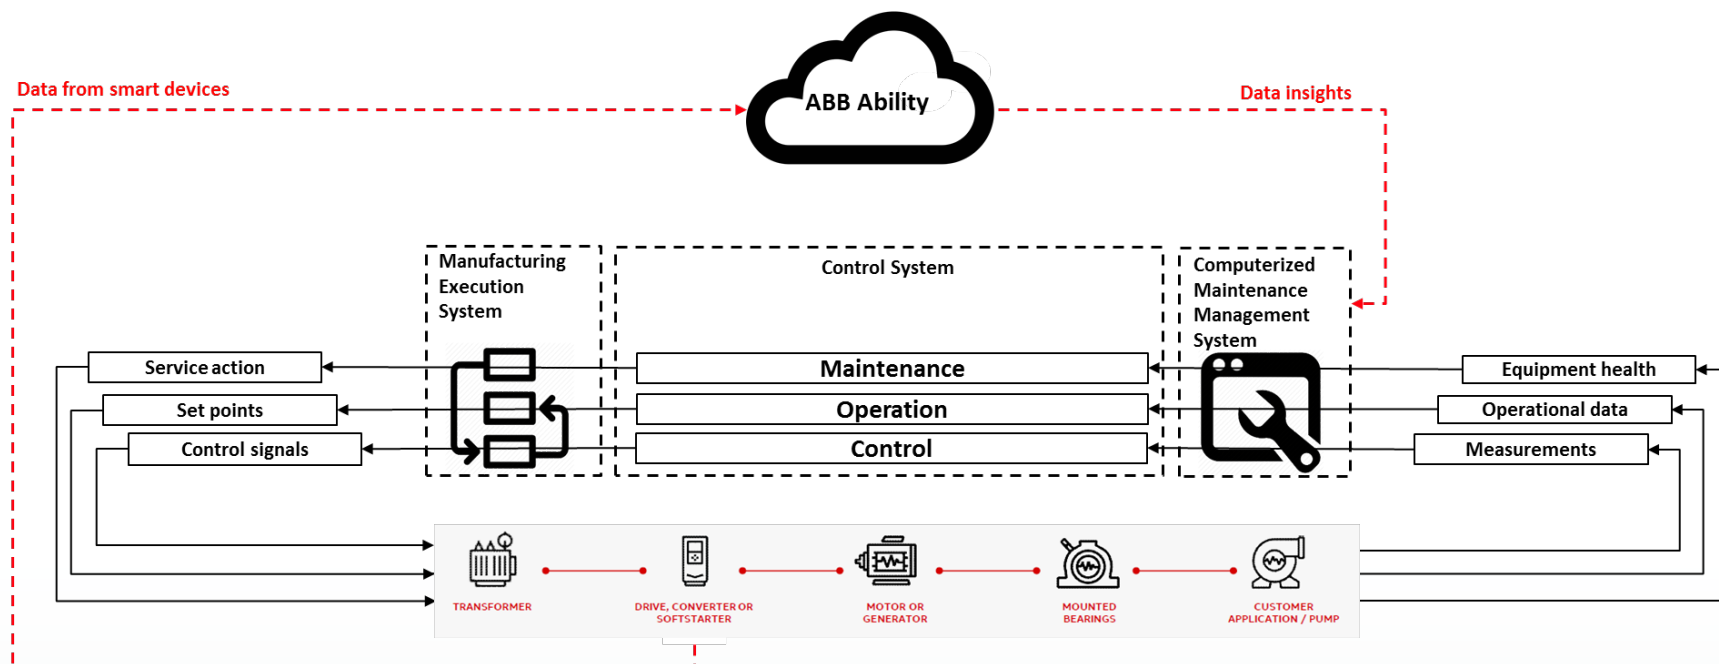 ABB Ability
Data from smart devices
Data insights
Manufacturing
Execution
System
Control System
Computerized
Maintenance
Management
System
Service action
Maintenance
Equipment health
Set points
Operation
Operational data
Control signals
Control
Measurements
TRANSFORMER
DRIVE, CONVERTER OR
SOFTSTARTER
MOTOR OR
GENERATOR
MOUNTED
BEARINGS
CUSTOMER
APPLICATION / PUMP